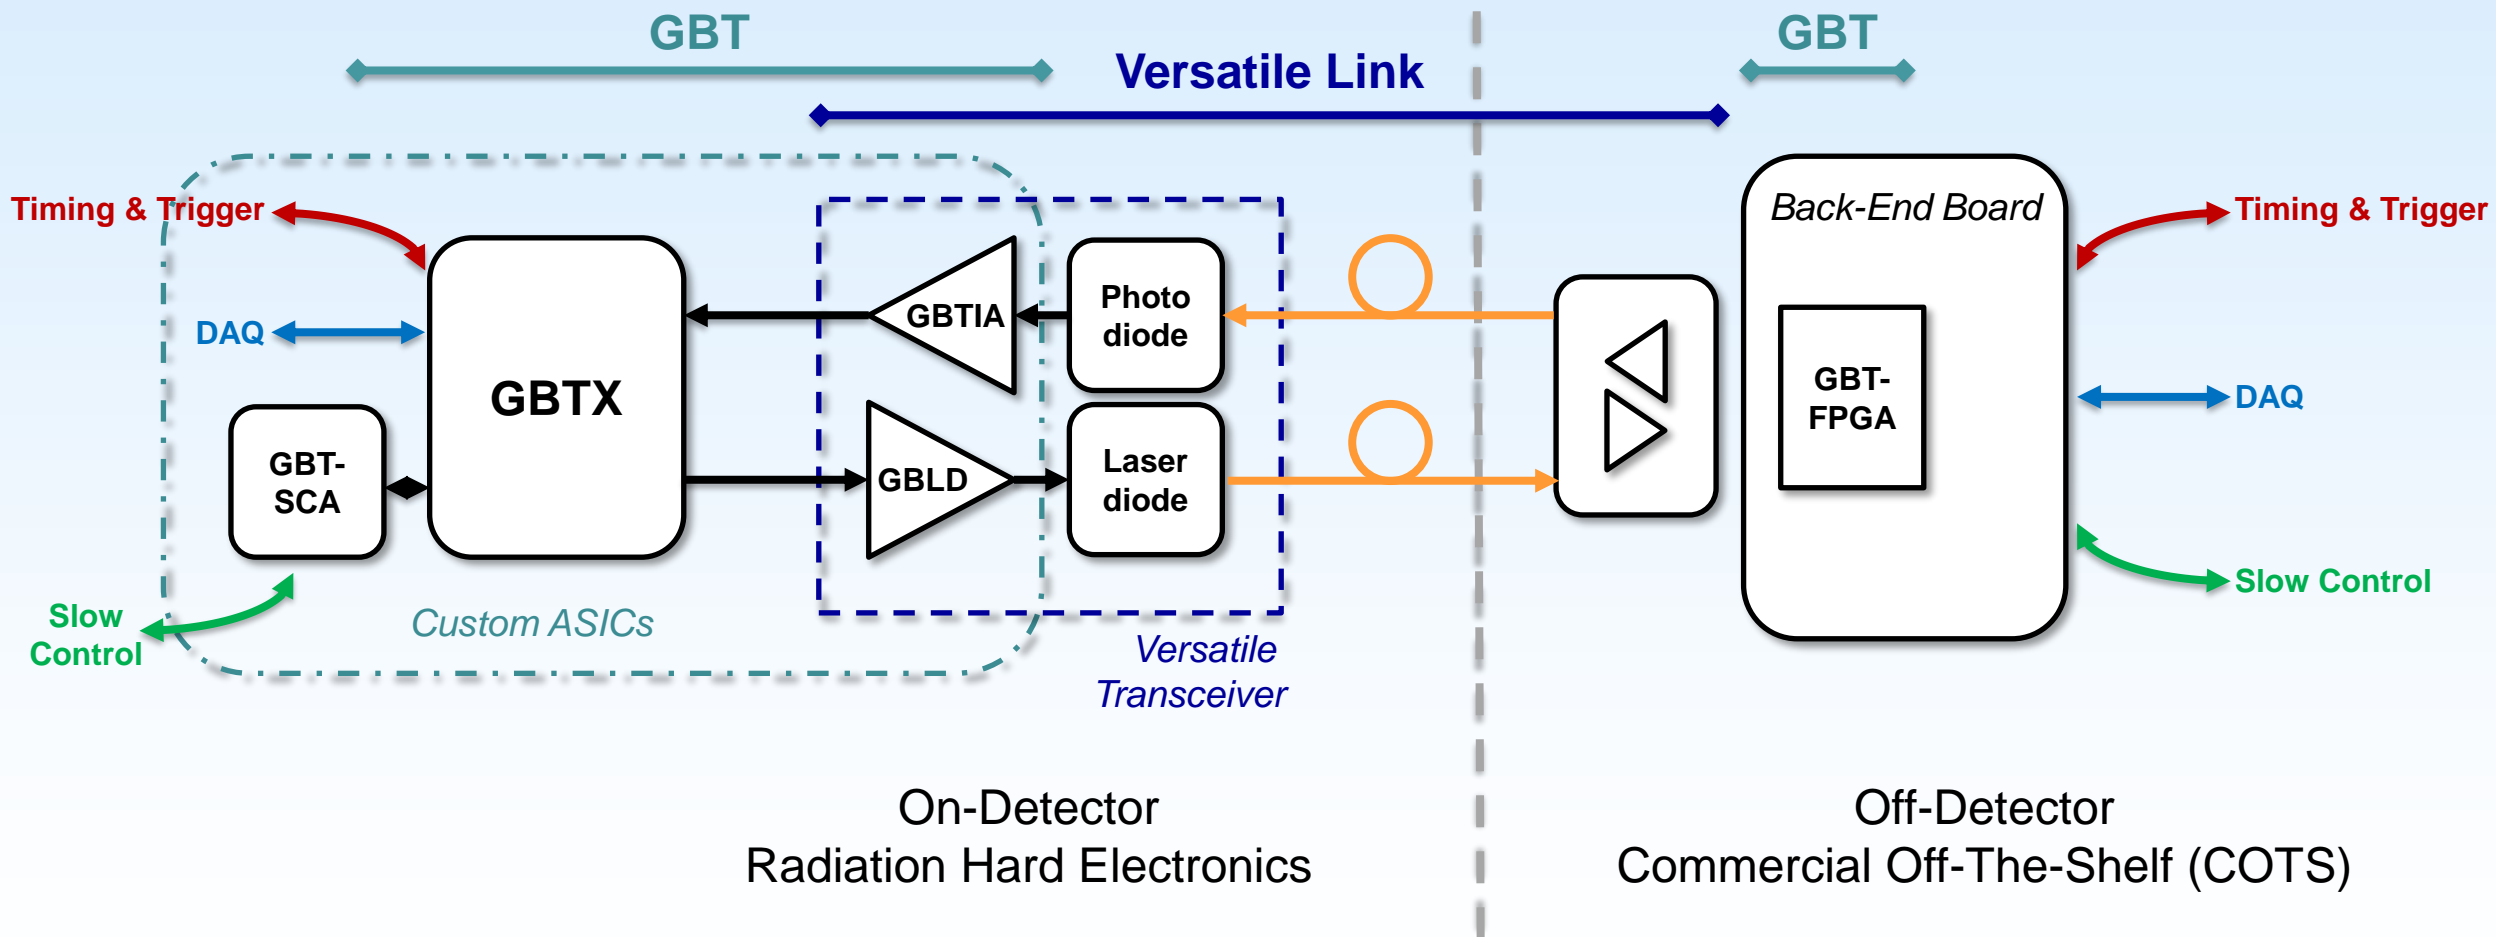 GBT
GBT
Versatile Link
Timing & Trigger
Back-End Board
Timing & Trigger
GBTIA
Photo
diode
DAQ
GBTX
GBT-
FPGA
DAQ
GBT-
SCA
GBLD
Laser
diode
Slow
Control
Custom ASICs
Slow Control
Versatile
Transceiver
On-Detector
Radiation Hard Electronics
Off-Detector
Commercial Off-The-Shelf (COTS)